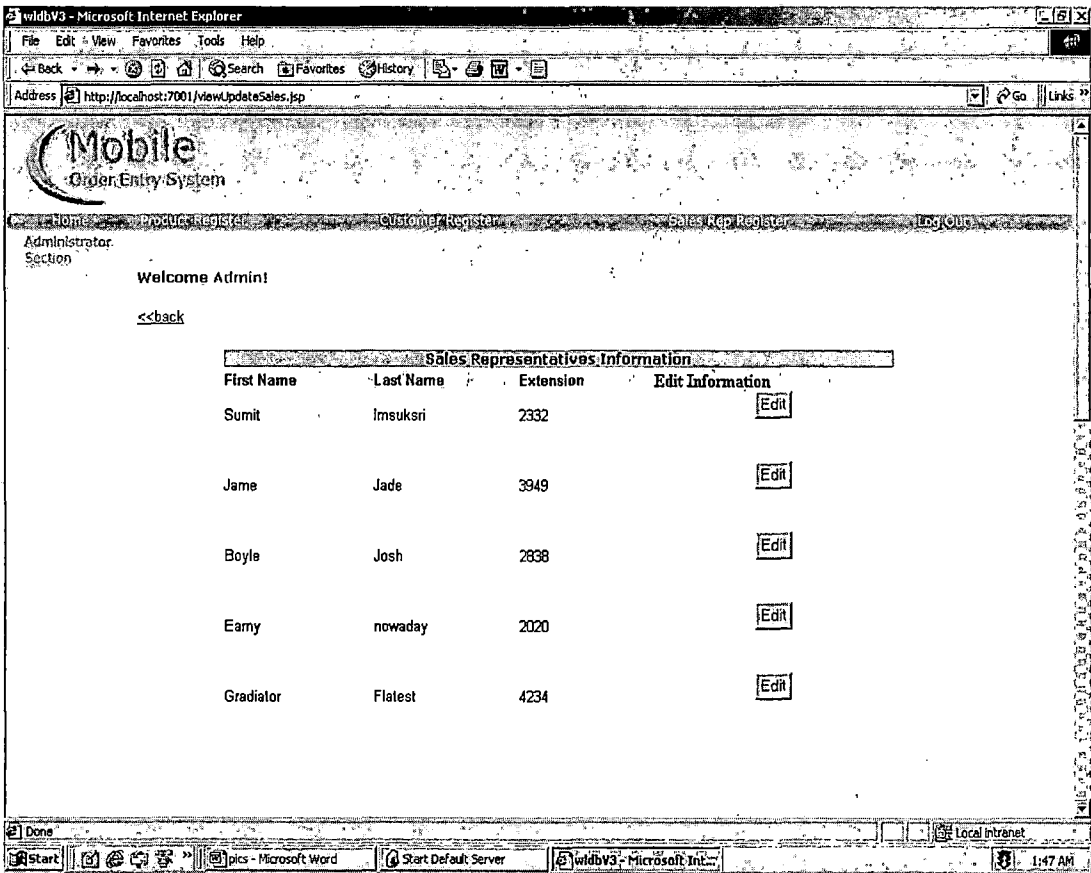 wldbV3 - Microsoft Internet Explorer
File Edit View Favorites Tools Help
Back Search Favorites History
Address http://localhost:7001/viewUpdateSales.jsp Go Links »
Mobile
Order Entry System
Home Product Register Customer Register Sales Rep Register Log Out
Administrator
Section
Welcome Admin!
<<back
Sales Representatives Information
First Name Last Name Extension Edit Information
Sumit Imsuksri 2332 Edit
Jame Jade 3949 Edit
Boyle Josh 2838 Edit
Earny nowaday 2020 Edit
Gradiator Flatest 4234 Edit
Done Local intranet
Start » pics - Microsoft Word Start Default Server wldbV3 - Microsoft Int... 1:47 AM